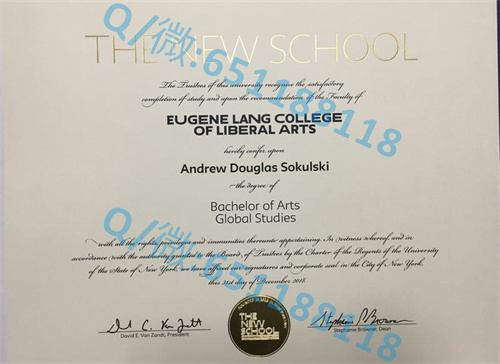 THE NEW SCHOOL
The Trustees of this university recognize the satisfactory
completion of study and upon the recommendation of the Faculty of
EUGENE LANG COLLEGE
OF LIBERAL ARTS
hereby confer upon
Andrew Douglas Sokulski
the degree of
Bachelor of Arts
Global Studies
with all the rights, privileges and immunities thereunto appertaining. In witness whereof, and in
accordance with the authority granted to the Board of Trustees by the Charter of the Regents of the University
of the State of New York, we have affixed our signatures and corporate seal in the City of New York,
this 31st day of December 2018.
David E. Van Zandt, President
THE
NEW
SCHOOL
Stephanie Browner, Dean
Q/微:651188118
Q/微:651188118